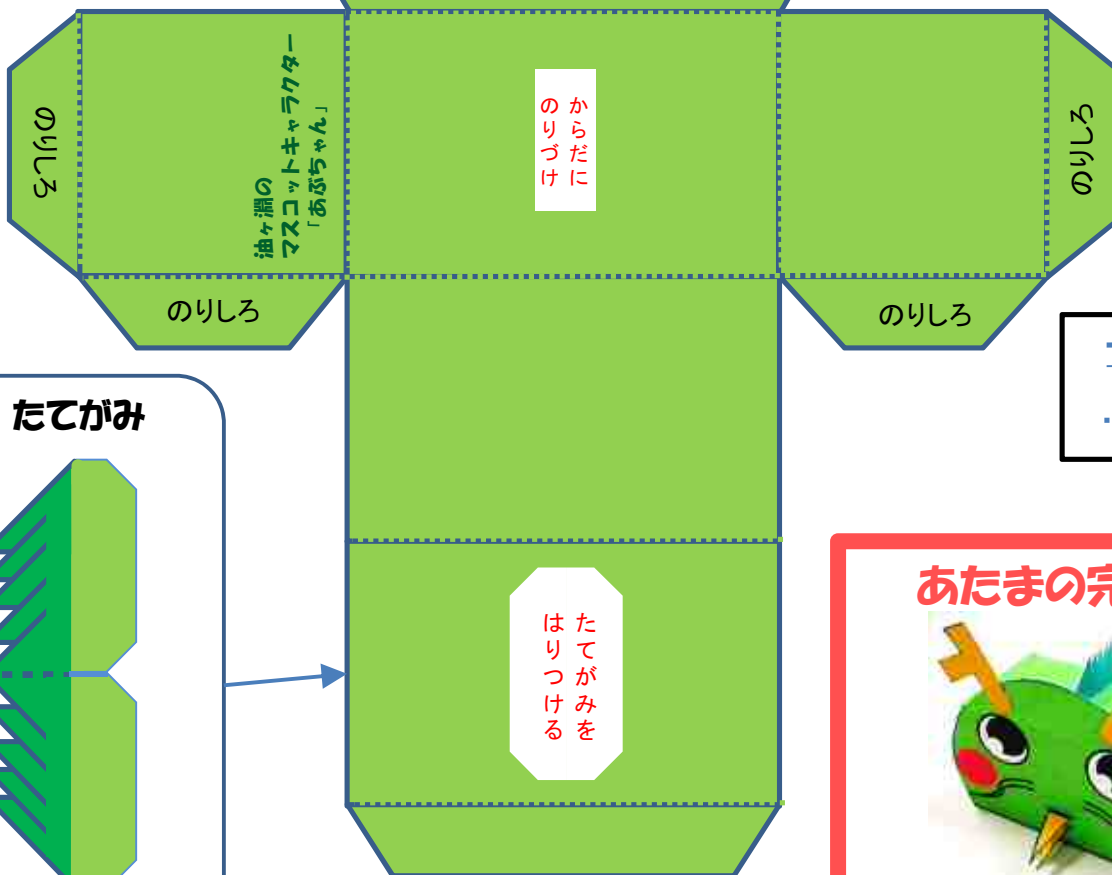 のりしろ
油ヶ淵の
マスコットキャラクター
「あぶちゃん」
からだに
のりづけ
のりしろ
のりしろ
のりしろ
たてがみ
たてがみを
はりつける
あたまの完